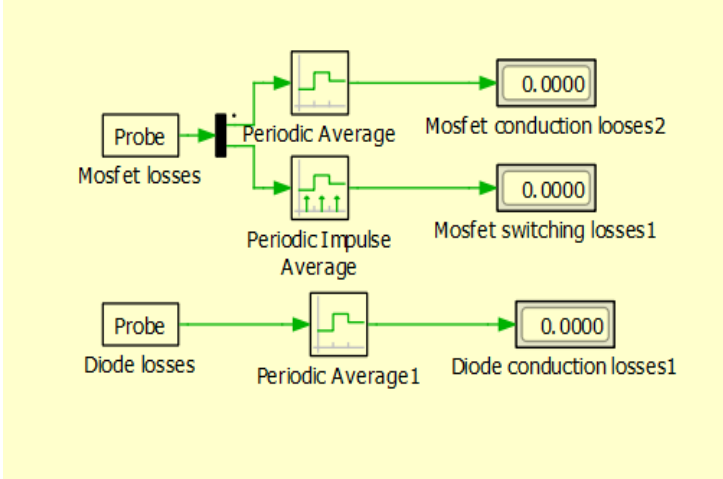 0.0000
Periodic Average
Mosfet conduction looses2
Probe
Mosfet losses
0.0000
Periodic Impulse
Average
Mosfet switching losses1
Probe
0.0000
Diode losses
Periodic Average1
Diode conduction losses1